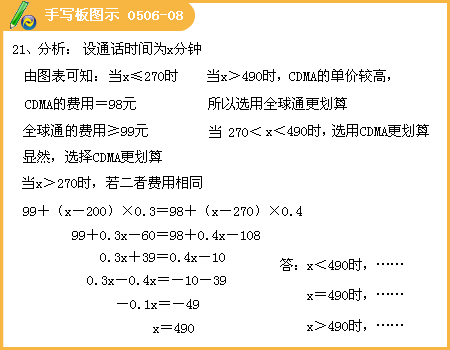 手写板图示 0506-08
21、分析： 设通话时间为x分钟
由图表可知：当x≤270时
CDMA的费用＝98元
全球通的费用≥99元
显然，选择CDMA更划算
当x＞270时，若二者费用相同
99＋（x－200）×0.3＝98＋（x－270）×0.4
99＋0.3x－60＝98＋0.4x－108
0.3x＋39＝0.4x－10
0.3x－0.4x＝－10－39
－0.1x＝－49
x＝490
当x＞490时，CDMA的单价较高，
所以选用全球通更划算
当 270＜x＜490时，选用CDMA更划算
答：x＜490时，……
x＝490时，……
x＞490时，……